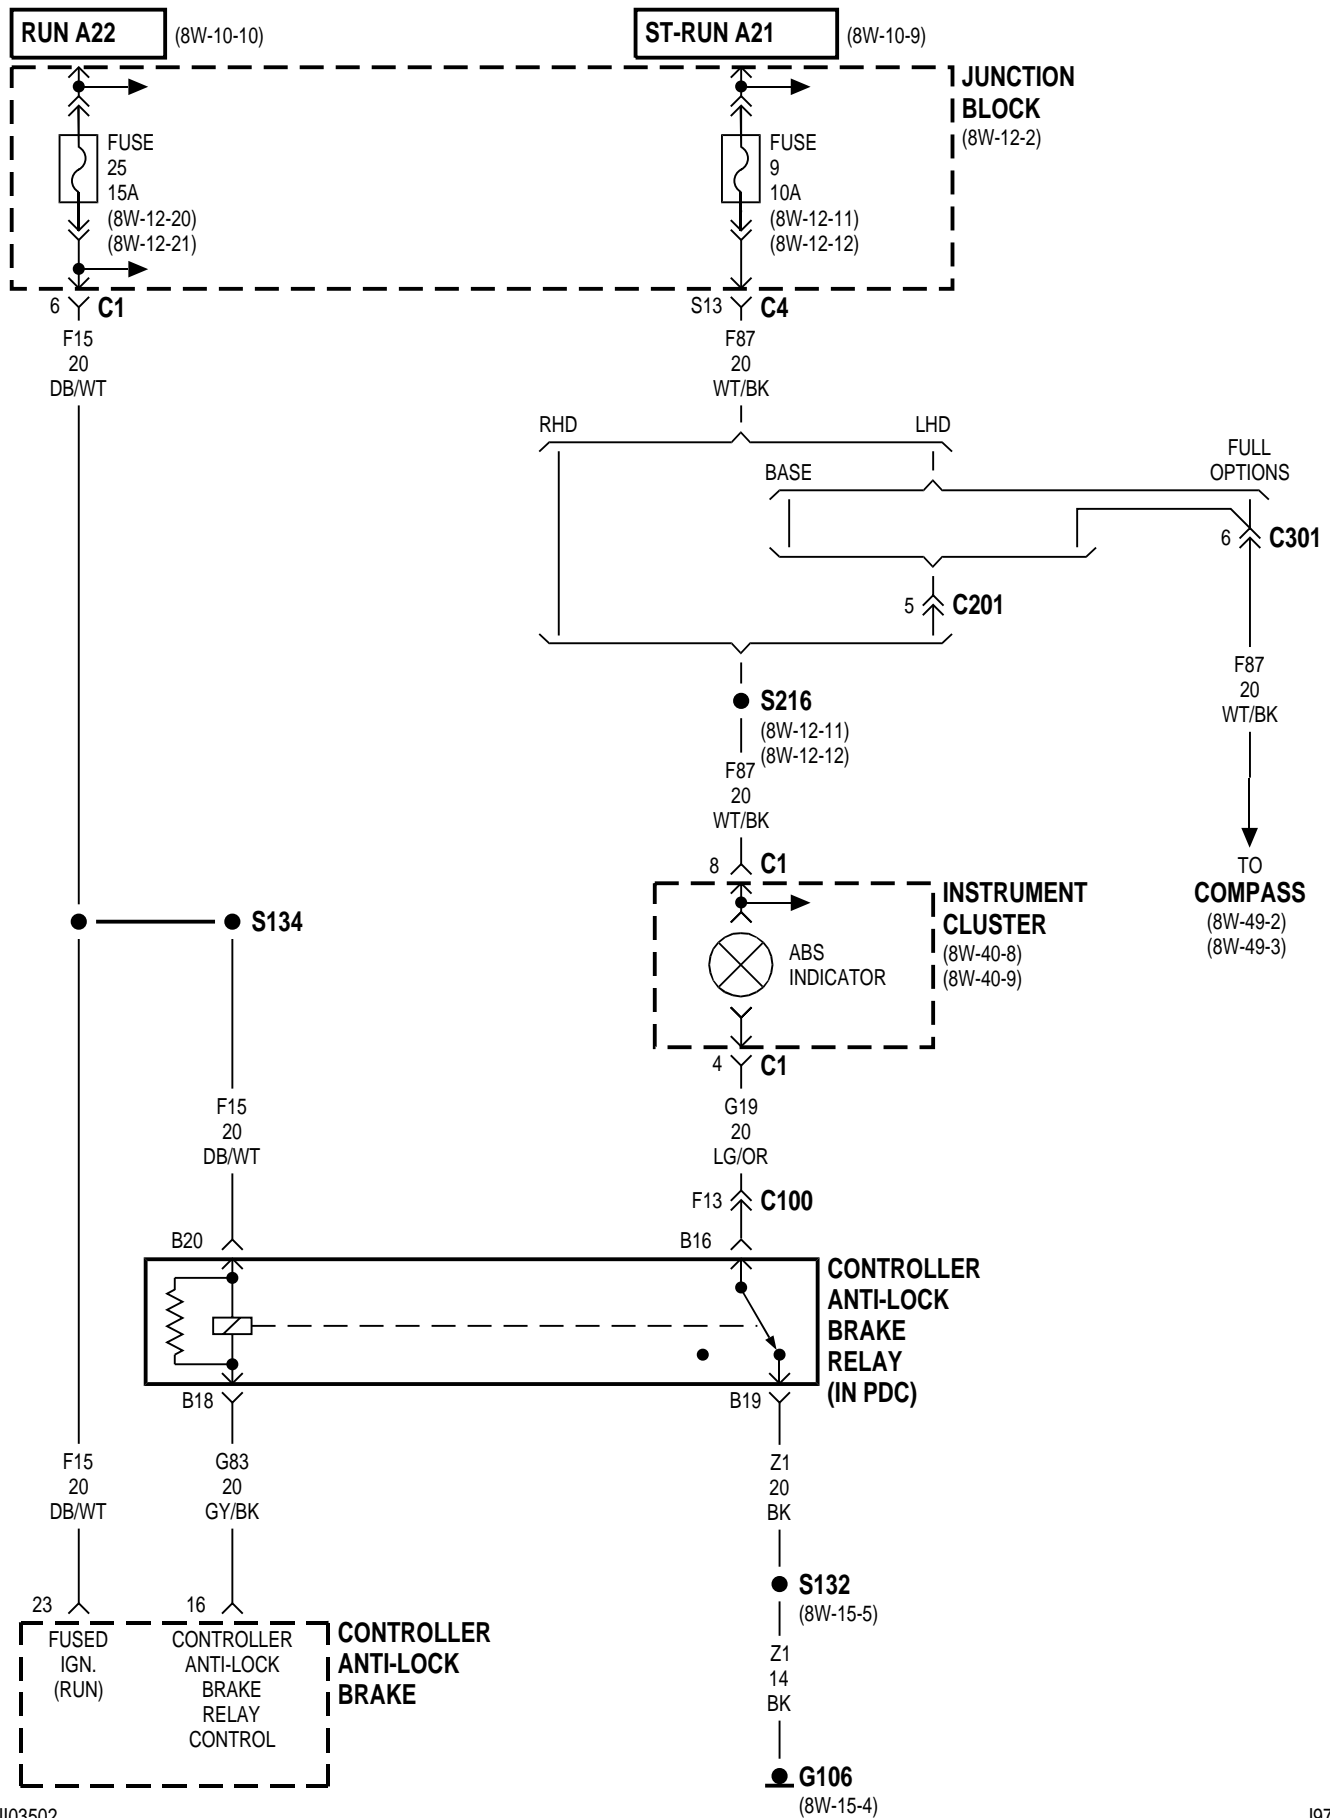 RUN A22
(8W-10-10)
ST-RUN A21
(8W-10-9)
JUNCTION
BLOCK
(8W-12-2)
FUSE
25
15A
(8W-12-20)
(8W-12-21)
FUSE
9
10A
(8W-12-11)
(8W-12-12)
6
C1
S13
C4
F15
20
DB/WT
F87
20
WT/BK
RHD
LHD
BASE
FULL
OPTIONS
6
C301
5
C201
F87
20
WT/BK
S216
(8W-12-11)
(8W-12-12)
F87
20
WT/BK
8
C1
TO
COMPASS
(8W-49-2)
(8W-49-3)
INSTRUMENT
CLUSTER
(8W-40-8)
(8W-40-9)
ABS
INDICATOR
S134
4
C1
F15
20
DB/WT
G19
20
LG/OR
F13
C100
B20
B16
CONTROLLER
ANTI-LOCK
BRAKE
RELAY
(IN PDC)
B18
B19
F15
20
DB/WT
G83
20
GY/BK
Z1
20
BK
S132
(8W-15-5)
23
16
FUSED
IGN.
(RUN)
CONTROLLER
ANTI-LOCK
BRAKE
RELAY
CONTROL
CONTROLLER
ANTI-LOCK
BRAKE
Z1
14
BK
G106
(8W-15-4)